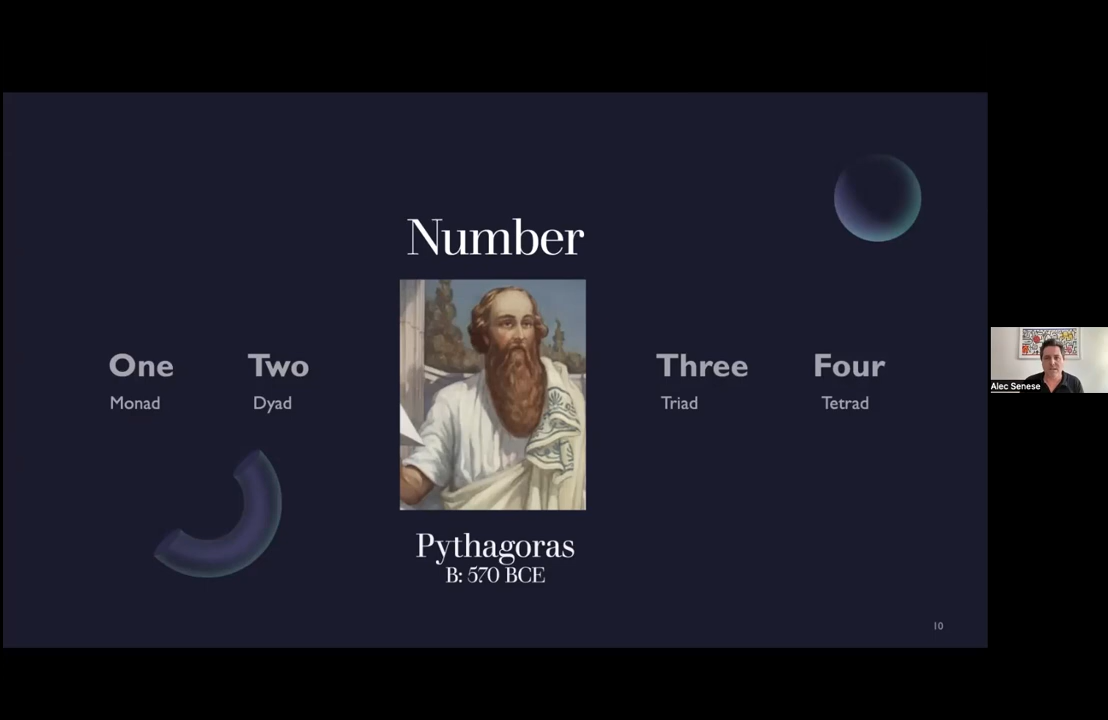 Number
One
Monad
Two
Dyad
Three
Triad
Four
Tetrad
Pythagoras
B: 570 BCE
10
Alec Senese